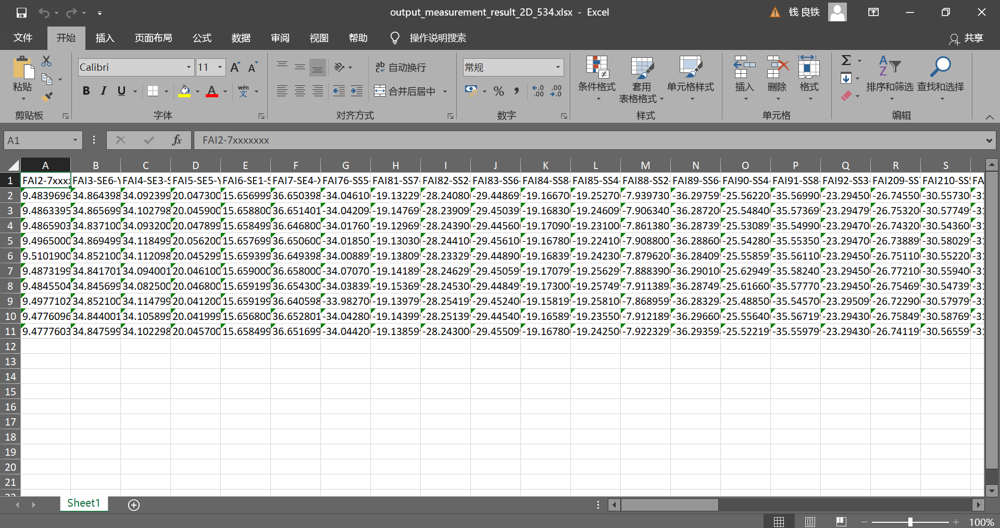 output_measurement_result_2D_534.xlsx - Excel
钱 良铁
文件 开始 插入 页面布局 公式 数据 审阅 视图 帮助 操作说明搜索 共享
粘贴
剪贴板
Calibri 11
B I U wén 文
字体
ab 自动换行
合并后居中
对齐方式
常规
% , .0 .00 .00 .0
数字
条件格式 套用 表格格式 单元格样式
样式
插入 删除 格式
单元格
Σ 排序和筛选 查找和选择
编辑
A1 fx FAI2-7xxxxxxx
A B C D E F G H I J K L M N O P Q R S
1 FAI2-7xxx FAI3-SE6- FAI4-SE3- FAI5-SE5- FAI6-SE1- FAI7-SE4- FAI76-SS5- FAI81-SS7- FAI82-SS2- FAI83-SS6- FAI84-SS8- FAI85-SS4- FAI88-SS2- FAI89-SS6- FAI90-SS4- FAI91-SS8- FAI92-SS3- FAI209-SS FAI210-SS FA
2 9.4839696 34.864398 34.092399 20.047300 15.656999 36.650398 -34.04610 -19.13229 -28.24080 -29.44869 -19.16670 -19.25270 -7.939730 -36.29759 -25.56220 -35.56990 -23.29450 -26.74550 -30.55730 -31
3 9.4863395 34.865699 34.102798 20.045900 15.658800 36.651401 -34.04209 -19.14769 -28.23909 -29.45039 -19.16830 -19.24609 -7.906340 -36.28720 -25.54840 -35.57369 -23.29479 -26.75320 -30.57749 -31
4 9.4865903 34.837100 34.093200 20.047899 15.658499 36.646800 -34.01760 -19.12969 -28.24390 -29.44560 -19.17090 -19.23100 -7.861380 -36.28739 -25.53089 -35.54990 -23.29470 -26.74320 -30.54360 -31
5 9.4965000 34.869499 34.118499 20.056200 15.657699 36.650600 -34.01850 -19.13030 -28.24410 -29.45610 -19.16780 -19.22410 -7.908800 -36.28860 -25.54280 -35.55350 -23.29470 -26.73889 -30.58029 -31
6 9.5101900 34.852100 34.112098 20.045299 15.659399 36.649398 -34.00889 -19.13809 -28.23329 -29.44890 -19.16839 -19.24230 -7.879620 -36.28409 -25.55859 -35.56110 -23.29450 -26.75110 -30.55220 -31
7 9.4873199 34.841701 34.094001 20.046100 15.659000 36.658000 -34.07070 -19.14189 -28.24629 -29.45059 -19.17079 -19.25629 -7.888390 -36.29010 -25.62949 -35.58240 -23.29450 -26.77210 -30.55940 -31
8 9.4845504 34.845699 34.082500 20.046800 15.659199 36.654300 -34.03839 -19.15369 -28.24530 -29.44849 -19.17300 -19.25749 -7.911389 -36.28749 -25.61660 -35.57770 -23.29450 -26.75469 -30.54739 -31
9 9.4977102 34.852100 34.114799 20.041200 15.659199 36.640598 -33.98270 -19.13979 -28.25419 -29.45240 -19.15819 -19.25810 -7.868959 -36.28329 -25.48850 -35.54570 -23.29509 -26.72290 -30.57979 -31
10 9.4776096 34.844001 34.105899 20.041999 15.656800 36.652801 -34.04280 -19.14399 -28.25139 -29.44540 -19.16589 -19.23550 -7.912189 -36.29660 -25.55640 -35.56719 -23.29430 -26.75849 -30.58769 -31
11 9.4777603 34.847599 34.102298 20.045700 15.658499 36.651699 -34.04420 -19.13859 -28.24300 -29.45509 -19.16780 -19.24250 -7.922329 -36.29359 -25.52219 -35.55979 -23.29430 -26.74119 -30.56559 -31
12
13
14
15
16
17
18
19
20
21
Sheet1
100%